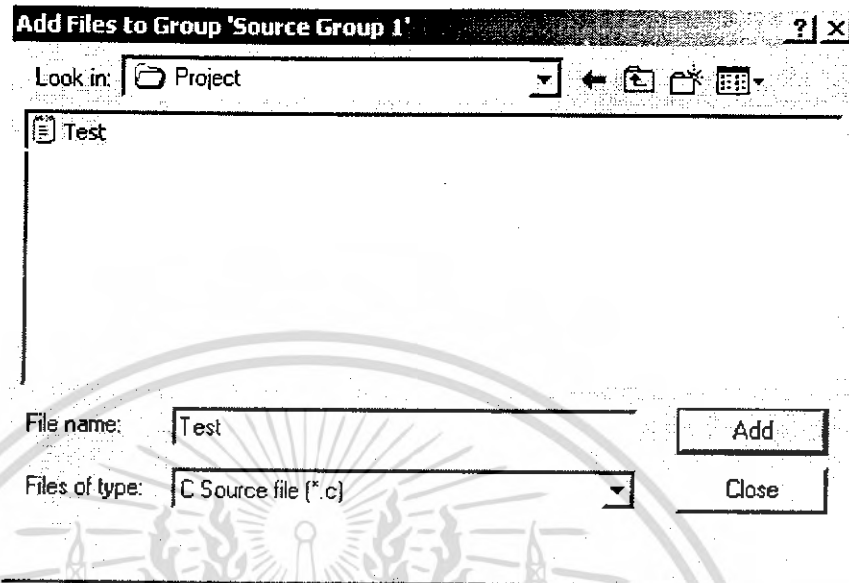 Add Files to Group 'Source Group 1'
Look in: Project
Test
File name: Test
Add
Files of type: C Source file (*.c)
Close